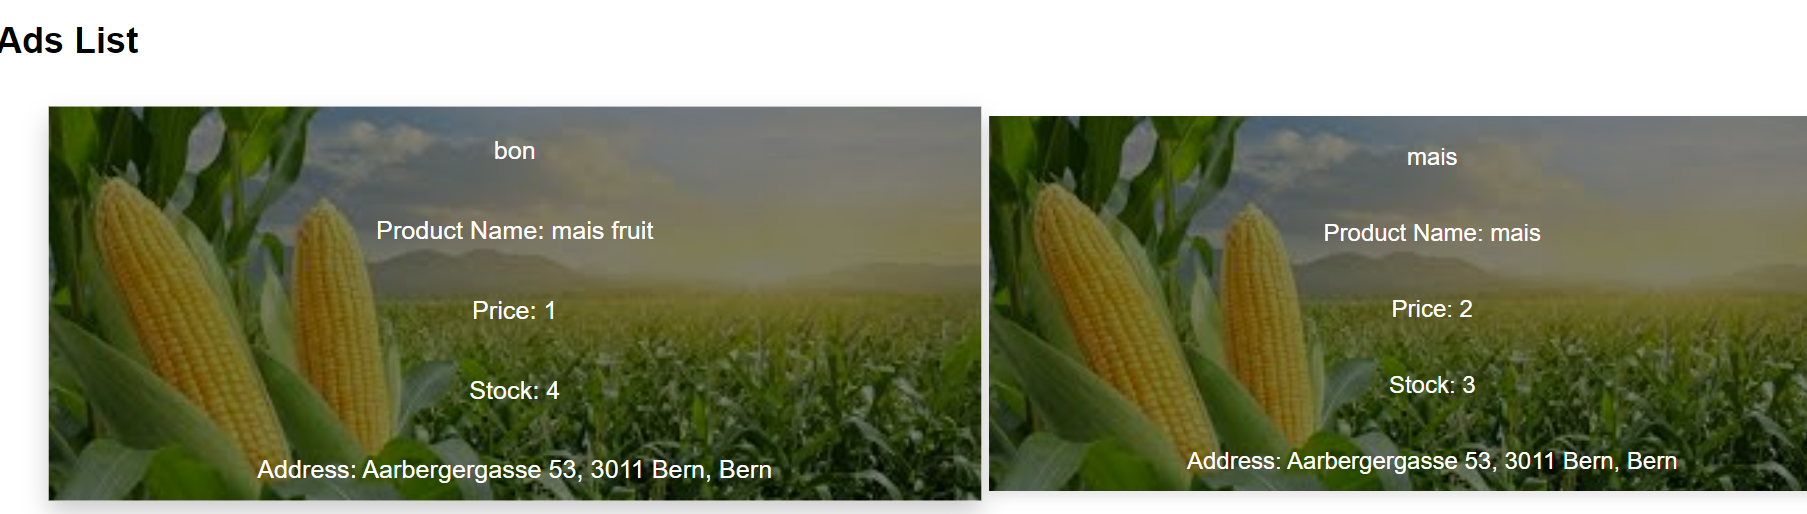 Ads List
bon
Product Name: mais fruit
Price: 1
Stock: 4
Address: Aarbergergasse 53, 3011 Bern, Bern
mais
Product Name: mais
Price: 2
Stock: 3
Address: Aarbergergasse 53, 3011 Bern, Bern